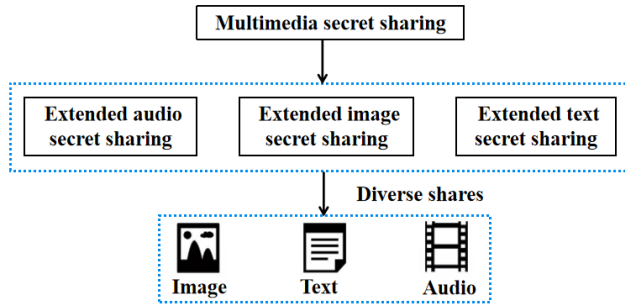 Multimedia secret sharing
Extended audio
secret sharing
Extended image
secret sharing
Extended text
secret sharing
Diverse shares
Image
Text
Audio